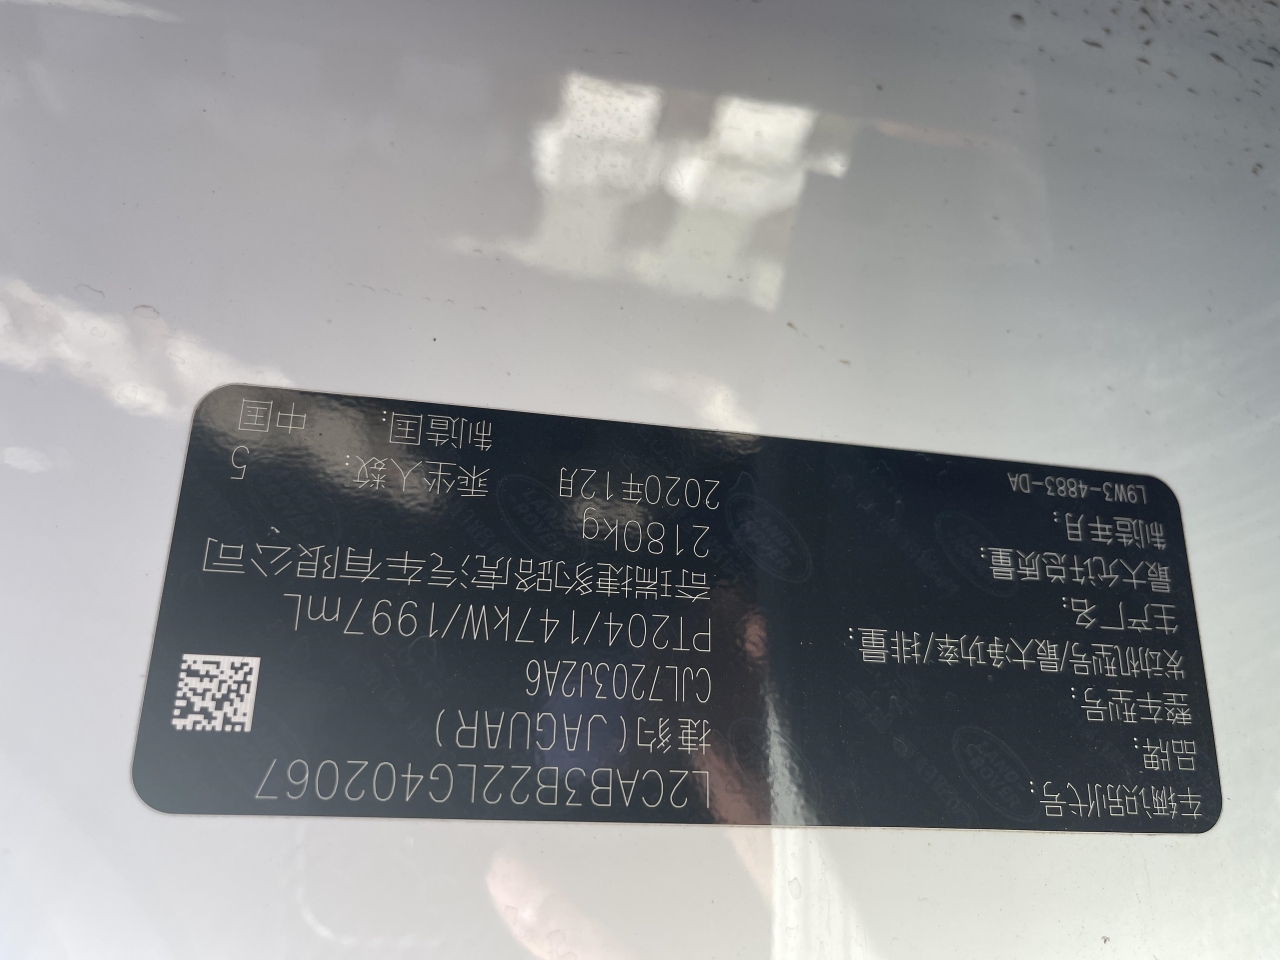 车辆识别代号: L2CAB3B22LG402067
品牌: 捷豹(JAGUAR)
整车型号: CJL7203J2A6
发动机型号/最大净功率/排量: PT204/147kW/1997mL
生产厂名: 奇瑞捷豹路虎汽车有限公司
最大允许总质量: 2180kg
制造年月: 2020年12月 乘坐人数: 5
L9W3-4883-DA 制造国: 中国